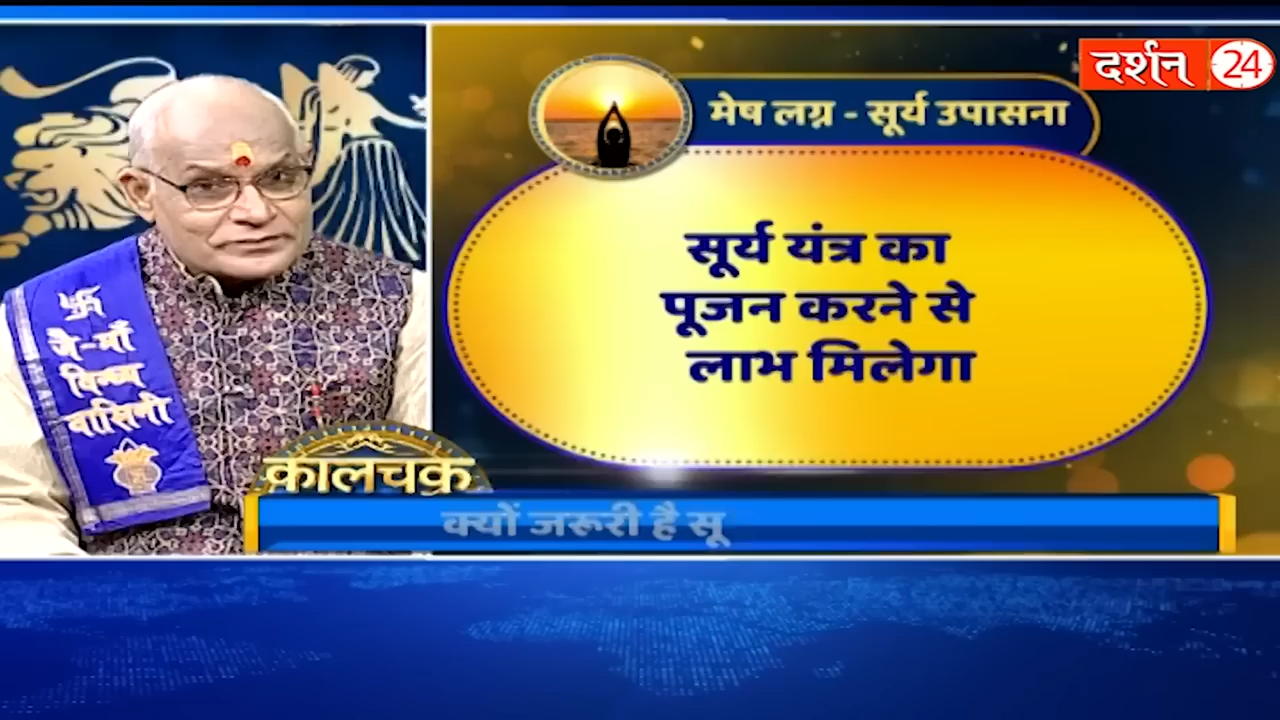 दर्शन 24
मेष लग्न - सूर्य उपासना
सूर्य यंत्र का
पूजन करने से
लाभ मिलेगा
जै-माँ
विन्ध्य
वासिनी
कालचक्र
क्यों जरूरी है सू